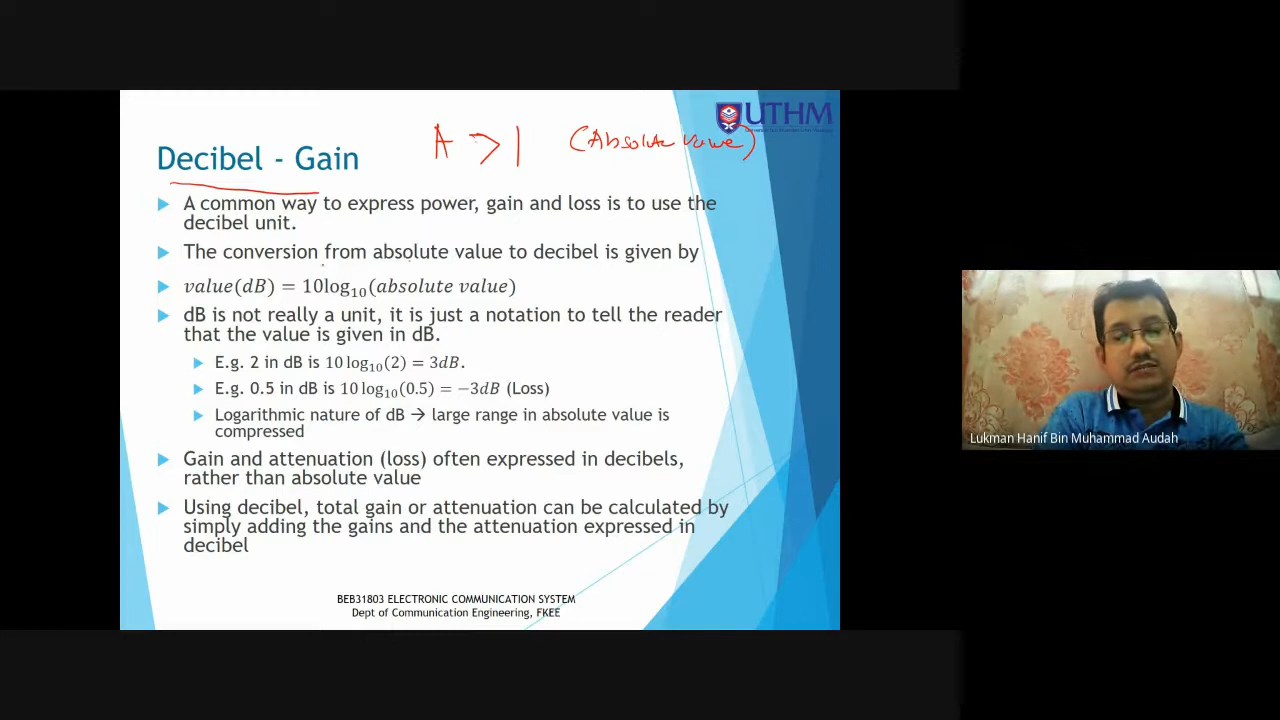 UTHM
A > 1 (Absolute value)
Decibel - Gain
A common way to express power, gain and loss is to use the
decibel unit.
The conversion from absolute value to decibel is given by
value(dB) = 10log₁₀(absolute value)
dB is not really a unit, it is just a notation to tell the reader
that the value is given in dB.
E.g. 2 in dB is 10 log₁₀(2) = 3dB.
E.g. 0.5 in dB is 10 log₁₀(0.5) = −3dB (Loss)
Logarithmic nature of dB → large range in absolute value is
compressed
Gain and attenuation (loss) often expressed in decibels,
rather than absolute value
Using decibel, total gain or attenuation can be calculated by
simply adding the gains and the attenuation expressed in
decibel
BEB31803 ELECTRONIC COMMUNICATION SYSTEM
Dept of Communication Engineering, FKEE
Lukman Hanif Bin Muhammad Audah